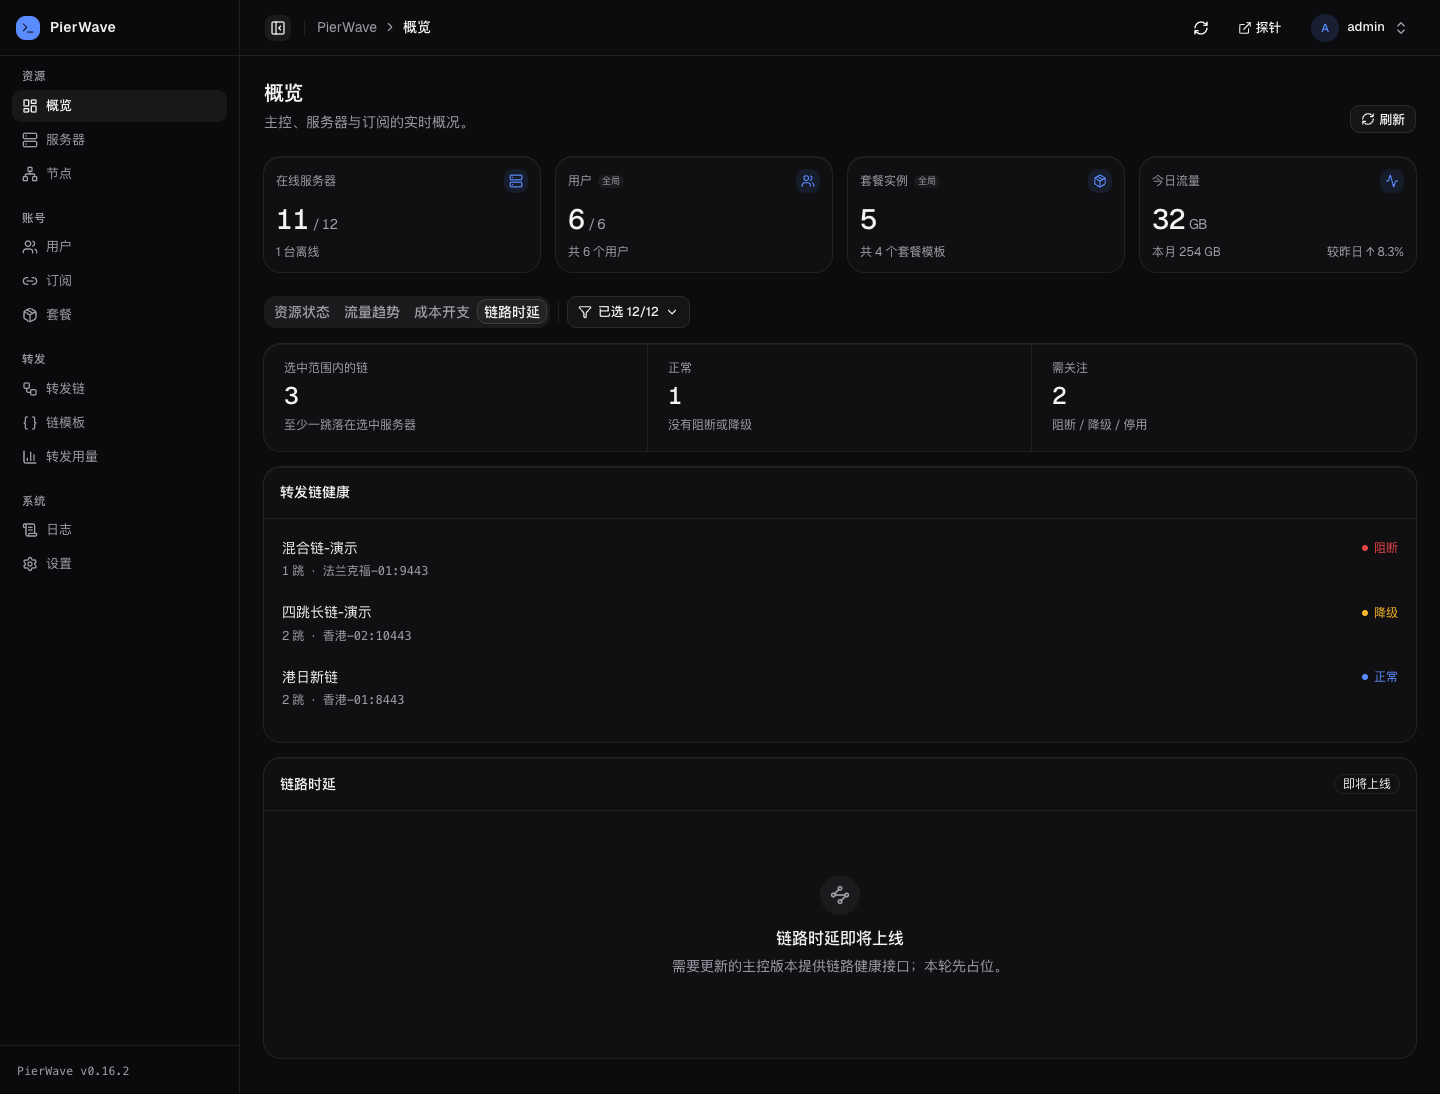 PierWave
资源
概览
服务器
节点
账号
用户
订阅
套餐
转发
转发链
链模板
转发用量
系统
日志
设置
PierWave v0.16.2
PierWave 概览
探针
A admin
概览
主控、服务器与订阅的实时概况。
刷新
在线服务器
11 / 12
1 台离线
用户 全局
6 / 6
共 6 个用户
套餐实例 全局
5
共 4 个套餐模板
今日流量
32 GB
本月 254 GB 较昨日 ↑ 8.3%
资源状态 流量趋势 成本开支 链路时延 已选 12/12
选中范围内的链
3
至少一跳落在选中服务器
正常
1
没有阻断或降级
需关注
2
阻断 / 降级 / 停用
转发链健康
混合链-演示 阻断
1 跳 · 法兰克福-01:9443
四跳长链-演示 降级
2 跳 · 香港-02:10443
港日新链 正常
2 跳 · 香港-01:8443
链路时延 即将上线
链路时延即将上线
需要更新的主控版本提供链路健康接口；本轮先占位。